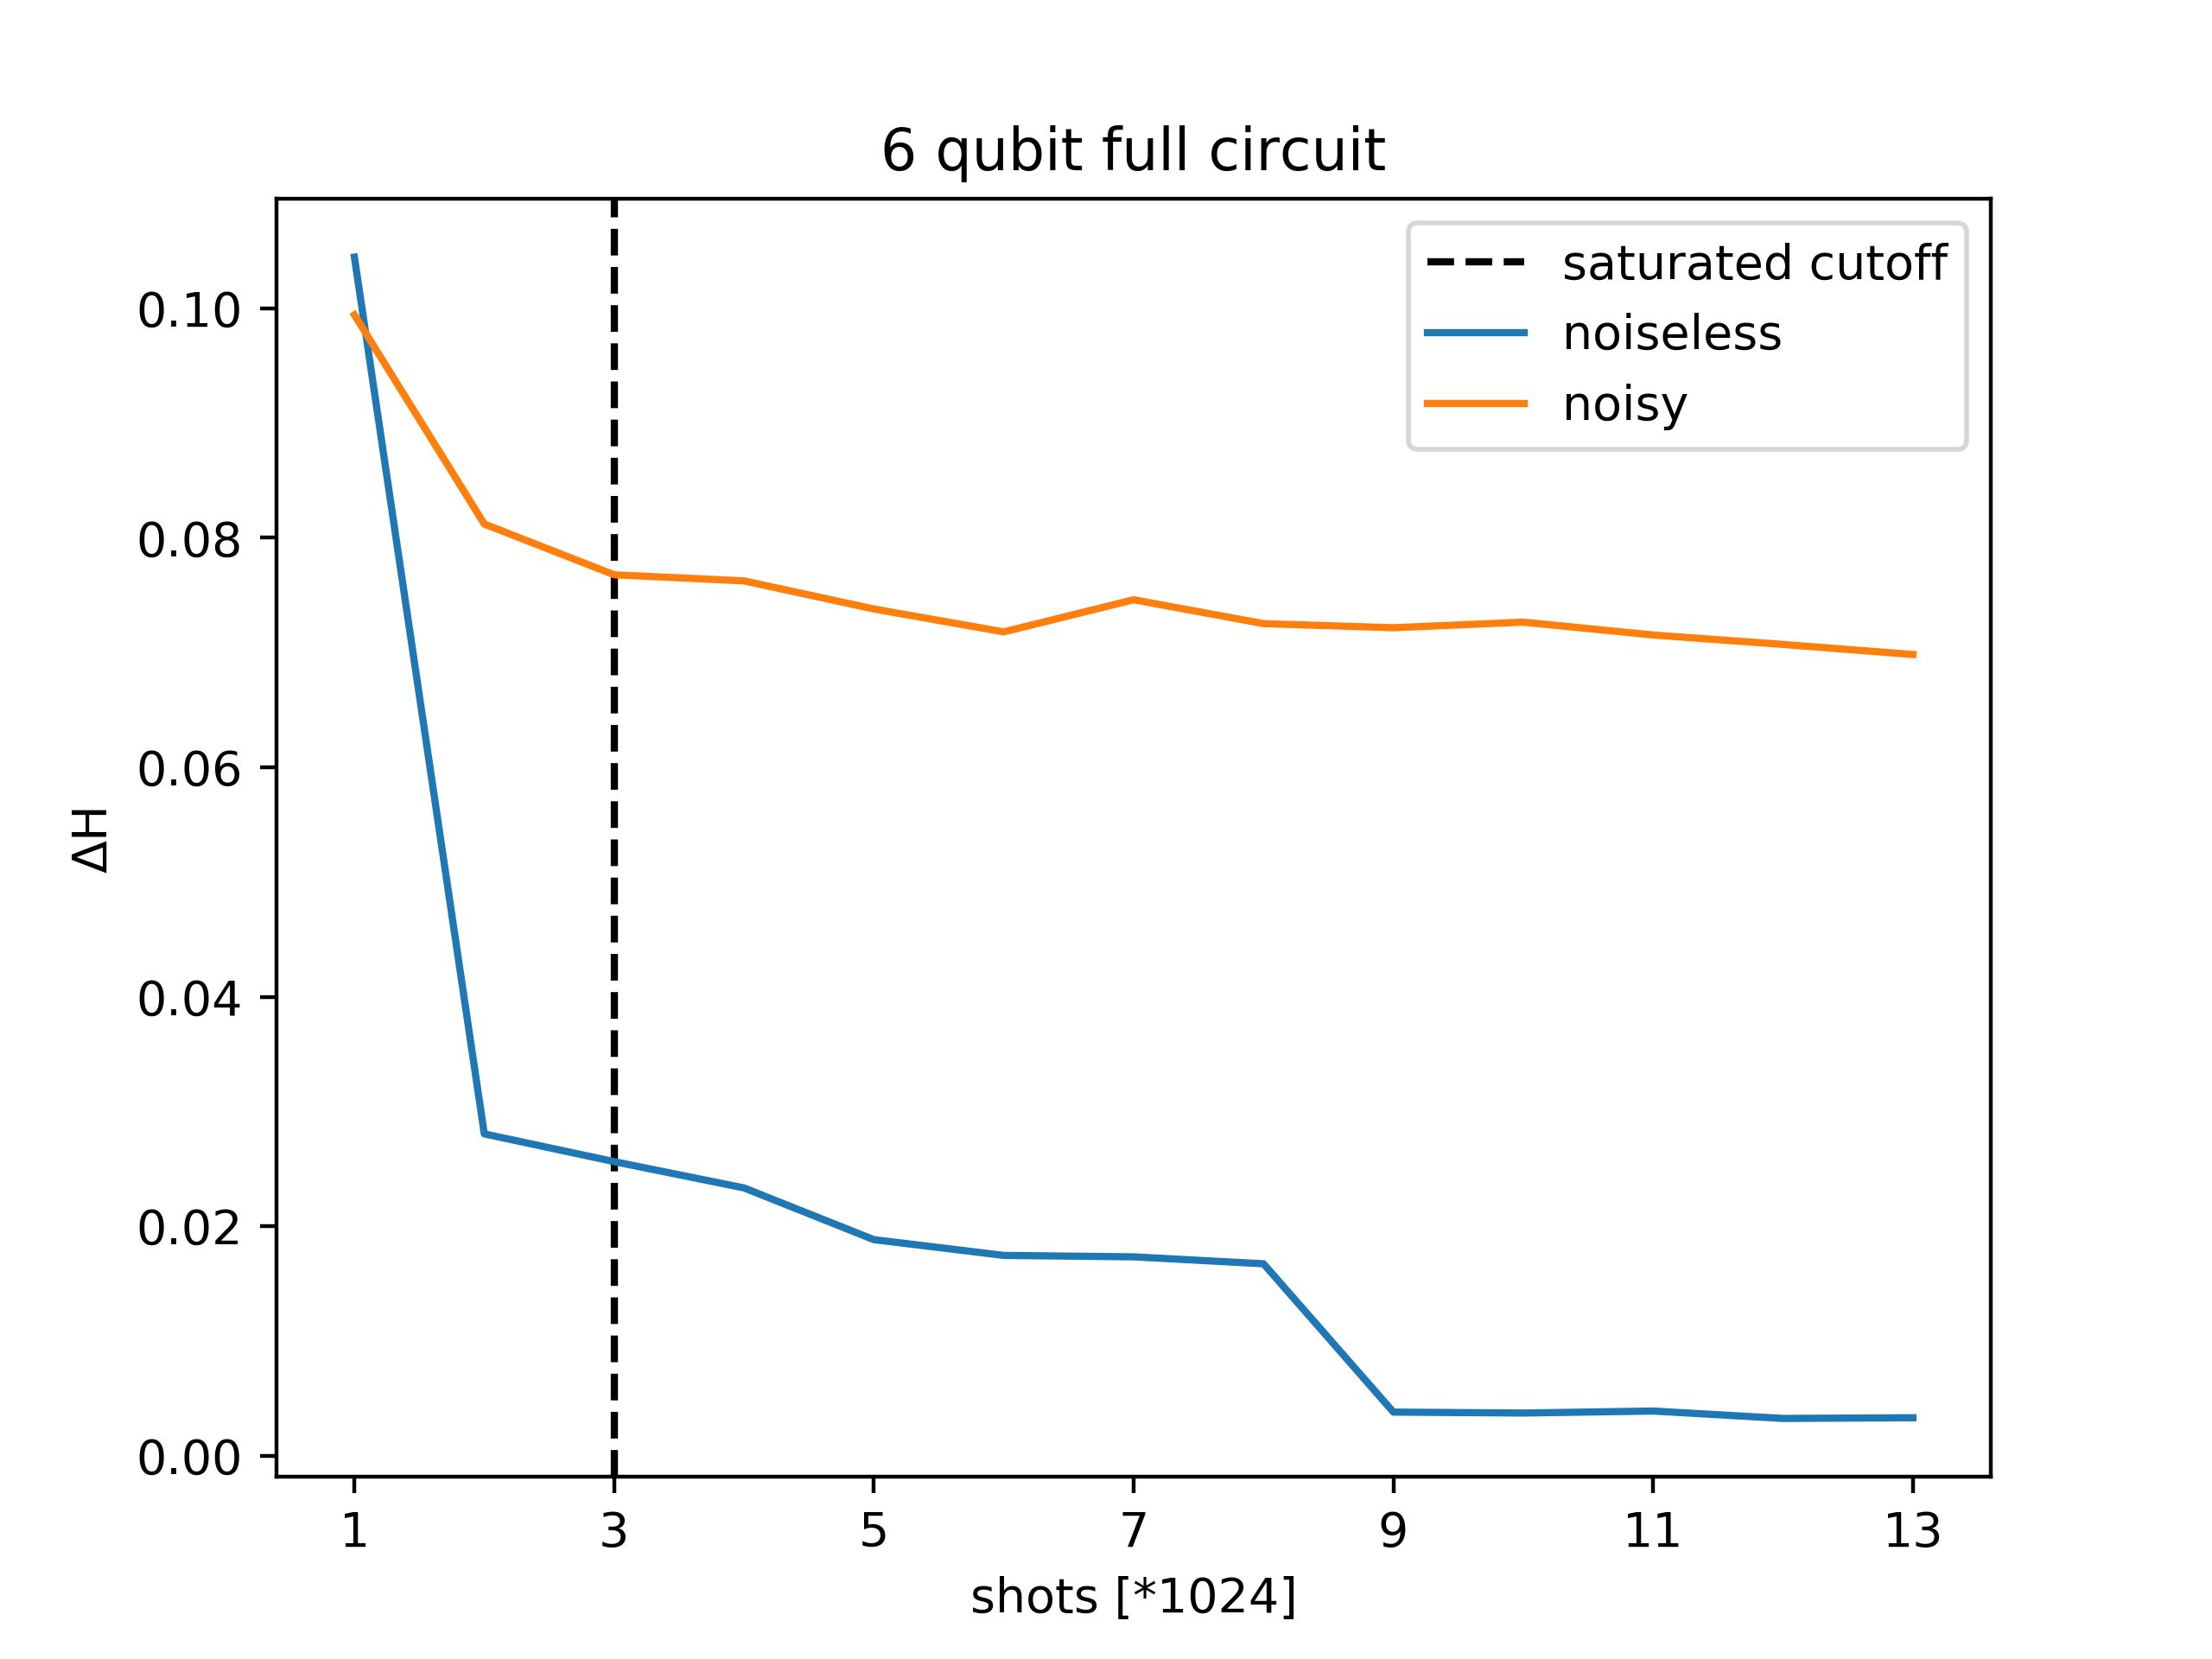 6 qubit full circuit
saturated cutoff
noiseless
noisy
0.10
0.08
0.06
0.04
0.02
0.00
ΔH
1 3 5 7 9 11 13
shots [*1024]